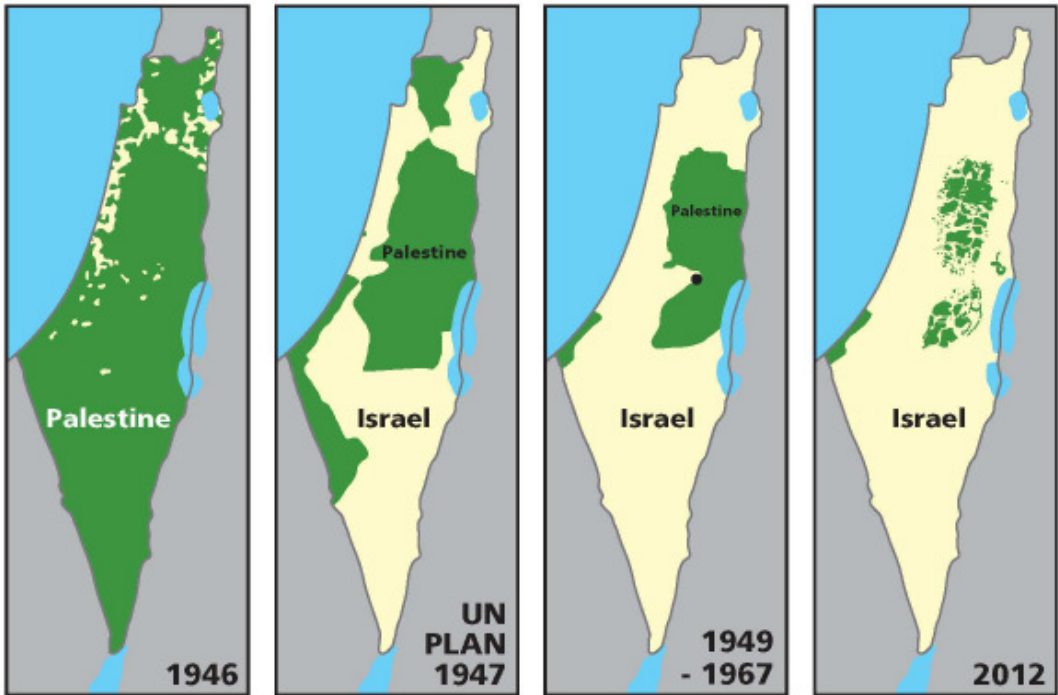 Palestine
1946
Palestine
Israel
UN
PLAN
1947
Palestine
Israel
1949
- 1967
Israel
2012